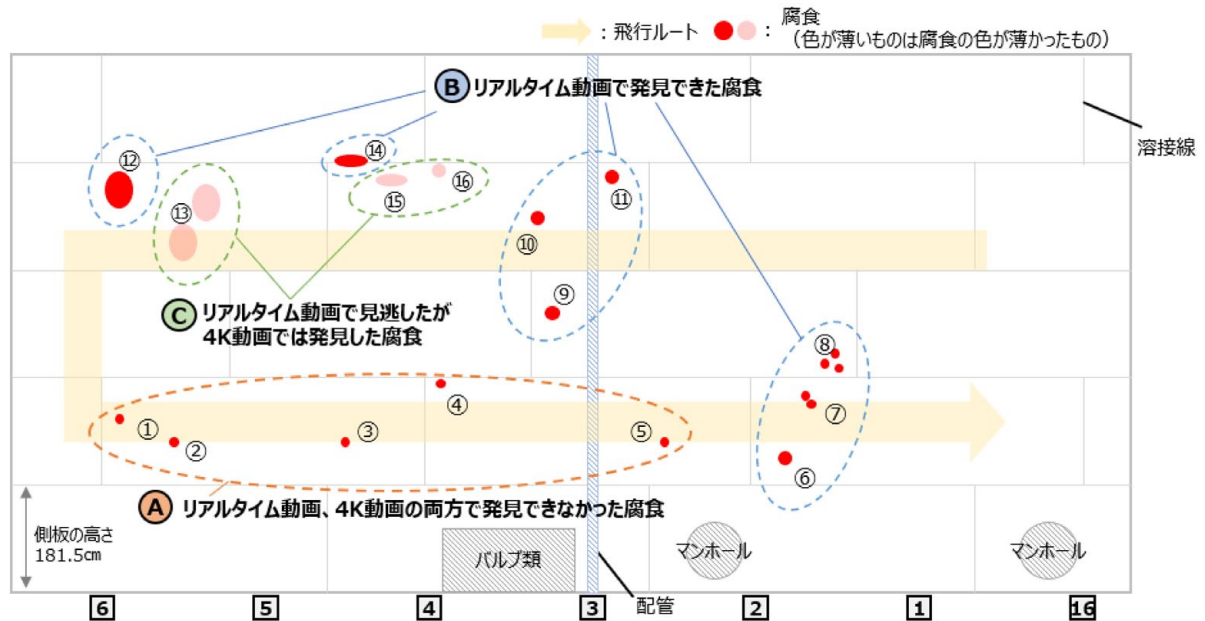 ：飛行ルート
：
腐食
（色が薄いものは腐食の色が薄かったもの）
B リアルタイム動画で発見できた腐食
溶接線
⑫
⑭
⑬
⑮
⑯
⑪
⑩
⑨
C リアルタイム動画で見逃したが
4K動画では発見した腐食
⑧
④
⑦
①
②
③
⑤
⑥
A リアルタイム動画、4K動画の両方で発見できなかった腐食
側板の高さ
181.5cm
バルブ類
マンホール
マンホール
配管
6 5 4 3 2 1 16